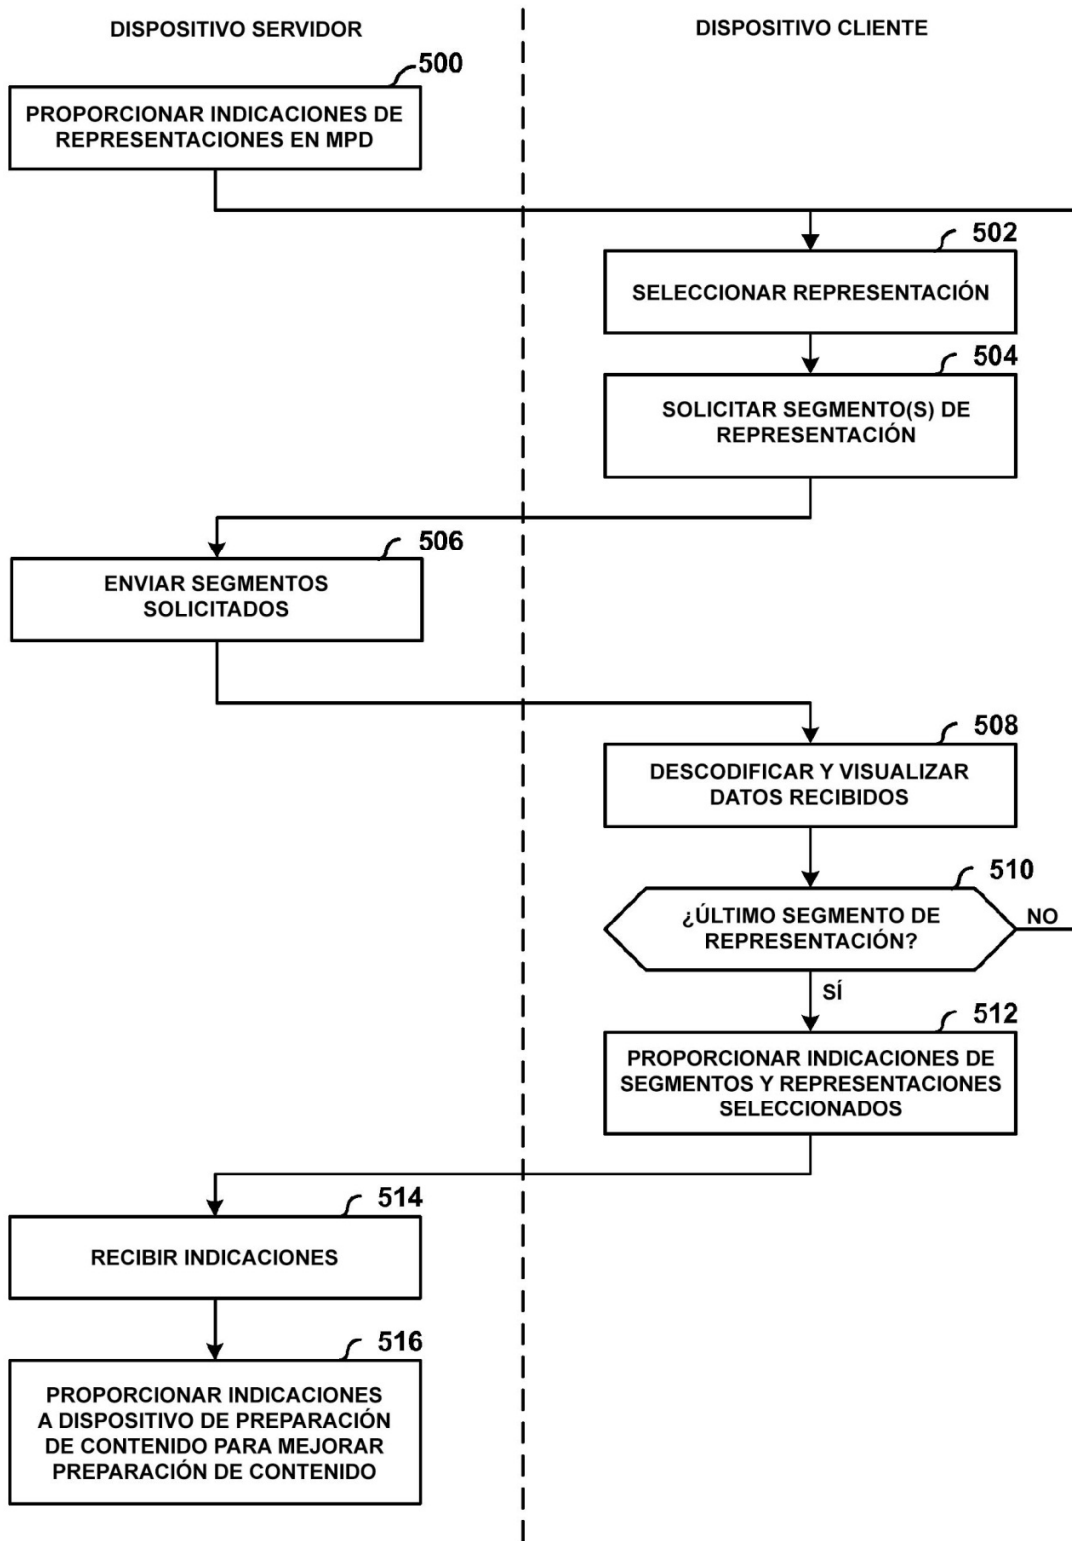 DISPOSITIVO SERVIDOR
DISPOSITIVO CLIENTE
500
PROPORCIONAR INDICACIONES DE
REPRESENTACIONES EN MPD
502
SELECCIONAR REPRESENTACIÓN
504
SOLICITAR SEGMENTO(S) DE
REPRESENTACIÓN
506
ENVIAR SEGMENTOS
SOLICITADOS
508
DESCODIFICAR Y VISUALIZAR
DATOS RECIBIDOS
510
¿ÚLTIMO SEGMENTO DE
REPRESENTACIÓN?
NO
SÍ
512
PROPORCIONAR INDICACIONES DE
SEGMENTOS Y REPRESENTACIONES
SELECCIONADOS
514
RECIBIR INDICACIONES
516
PROPORCIONAR INDICACIONES
A DISPOSITIVO DE PREPARACIÓN
DE CONTENIDO PARA MEJORAR
PREPARACIÓN DE CONTENIDO